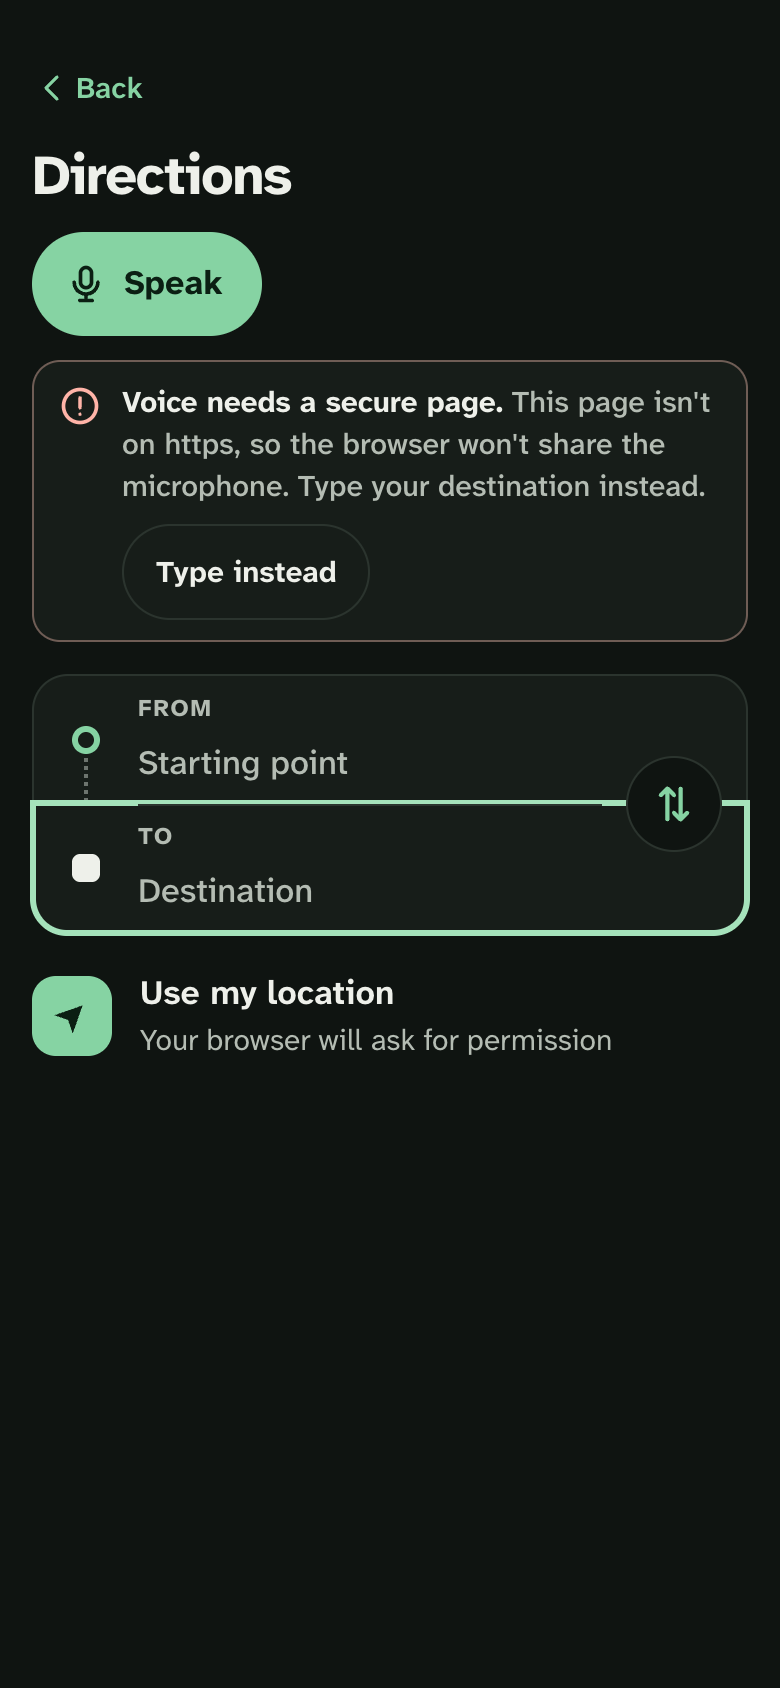 Back
Directions
Speak
Voice needs a secure page. This page isn't
on https, so the browser won't share the
microphone. Type your destination instead.
Type instead
FROM
Starting point
TO
Destination
Use my location
Your browser will ask for permission